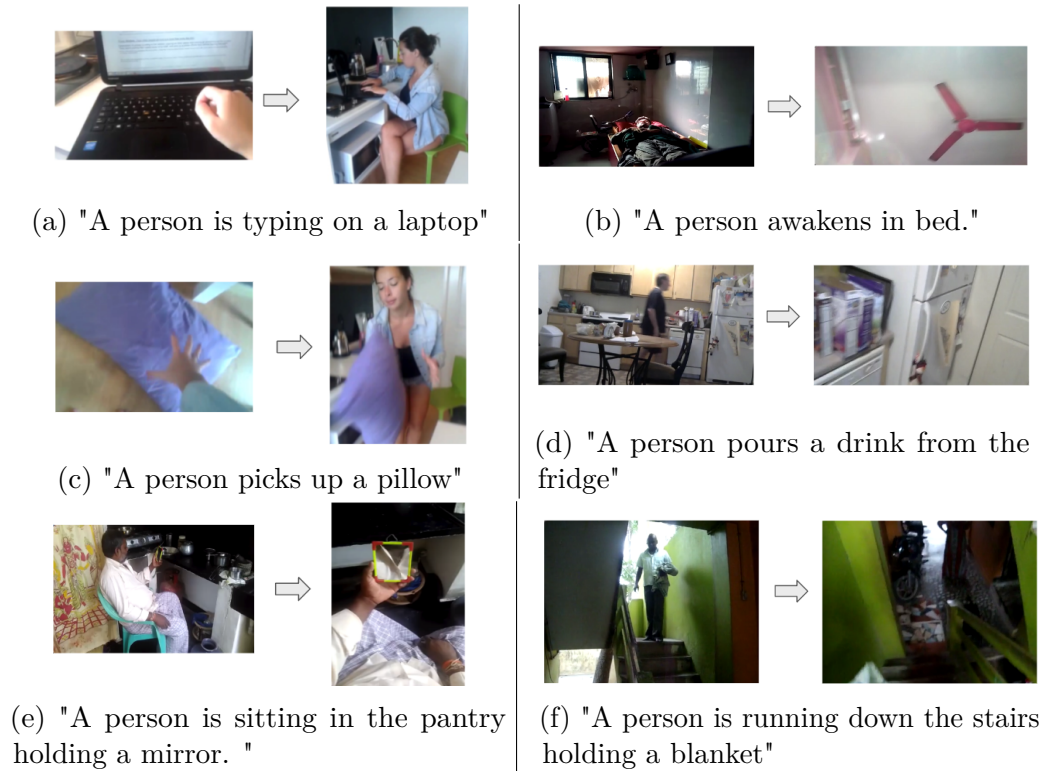 (a) "A person is typing on a laptop"
(b) "A person awakens in bed."
(c) "A person picks up a pillow"
(d) "A person pours a drink from the
fridge"
(e) "A person is sitting in the pantry
holding a mirror. "
(f) "A person is running down the stairs
holding a blanket"